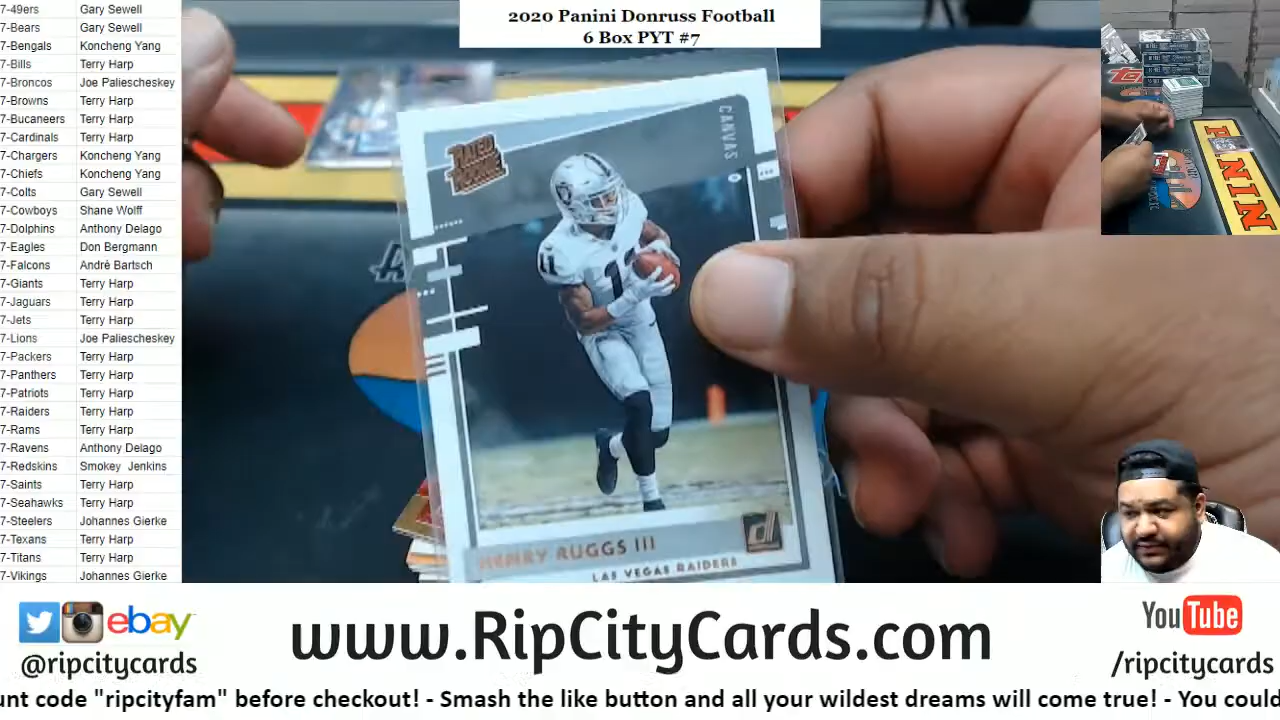 2020 Panini Donruss Football
6 Box PYT #7
7-49ers Gary Sewell
7-Bears Gary Sewell
7-Bengals Koncheng Yang
7-Bills Terry Harp
7-Broncos Joe Paliescheskey
7-Browns Terry Harp
7-Bucaneers Terry Harp
7-Cardinals Terry Harp
7-Chargers Koncheng Yang
7-Chiefs Koncheng Yang
7-Colts Gary Sewell
7-Cowboys Shane Wolff
7-Dolphins Anthony Delago
7-Eagles Don Bergmann
7-Falcons Andrè Bartsch
7-Giants Terry Harp
7-Jaguars Terry Harp
7-Jets Terry Harp
7-Lions Joe Paliescheskey
7-Packers Terry Harp
7-Panthers Terry Harp
7-Patriots Terry Harp
7-Raiders Terry Harp
7-Rams Terry Harp
7-Ravens Anthony Delago
7-Redskins Smokey Jenkins
7-Saints Terry Harp
7-Seahawks Terry Harp
7-Steelers Johannes Gierke
7-Texans Terry Harp
7-Titans Terry Harp
7-Vikings Johannes Gierke
RATED
ROOKIE
CANVAS
11
HENRY RUGGS III
LAS VEGAS RAIDERS
PANIN
ebay
@ripcitycards
www.RipCityCards.com
YouTube
/ripcitycards
unt code "ripcityfam" before checkout! - Smash the like button and all your wildest dreams will come true! - You could